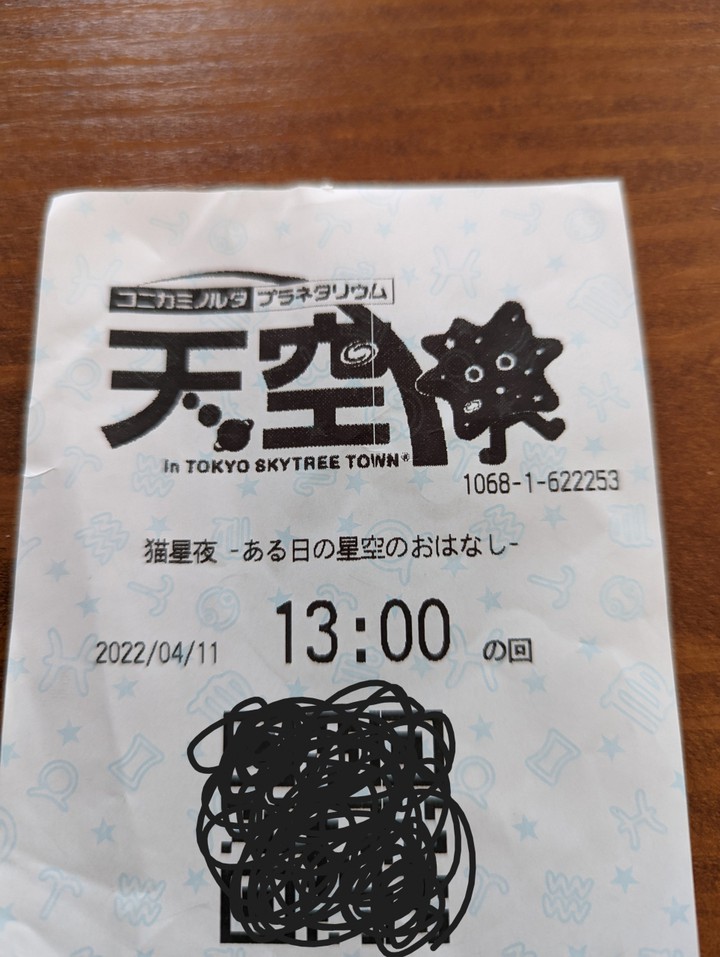 コニカミノルタ プラネタリウム
天空
in TOKYO SKYTREE TOWN®
1068-1-622253
猫星夜 -ある日の星空のおはなし-
2022/04/11 13:00 の回